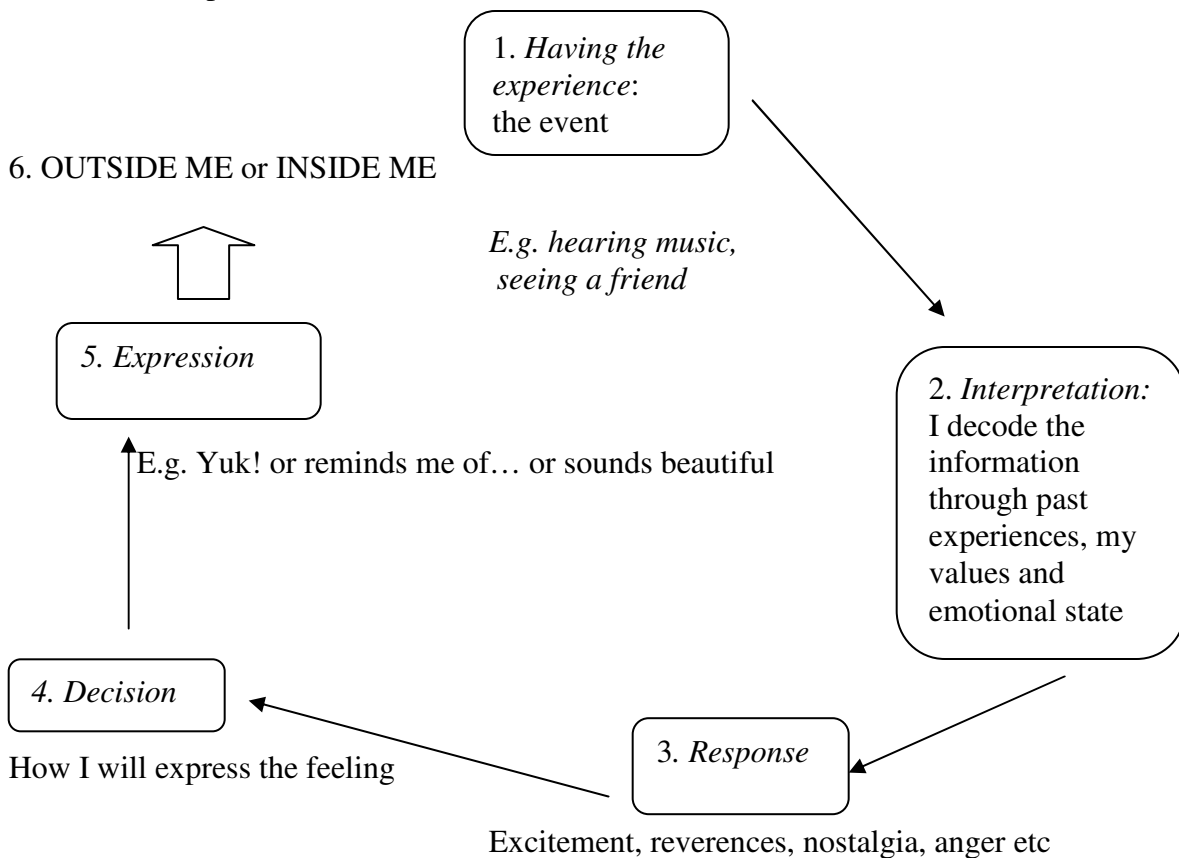 1. Having the
experience:
the event
6. OUTSIDE ME or INSIDE ME
E.g. hearing music,
seeing a friend
5. Expression
2. Interpretation:
I decode the
information
through past
experiences, my
values and
emotional state
E.g. Yuk! or reminds me of… or sounds beautiful
4. Decision
How I will express the feeling
3. Response
Excitement, reverences, nostalgia, anger etc